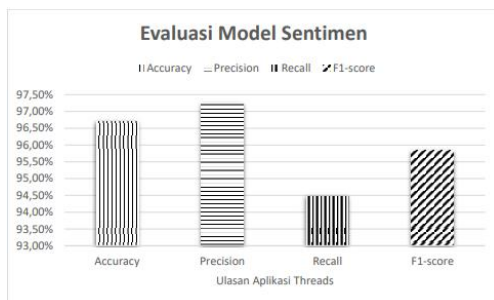 Evaluasi Model Sentimen
Accuracy Precision Recall F1-score
97,50%
97,00%
96,50%
96,00%
95,50%
95,00%
94,50%
94,00%
93,50%
93,00%
Accuracy Precision Recall F1-score
Ulasan Aplikasi Threads